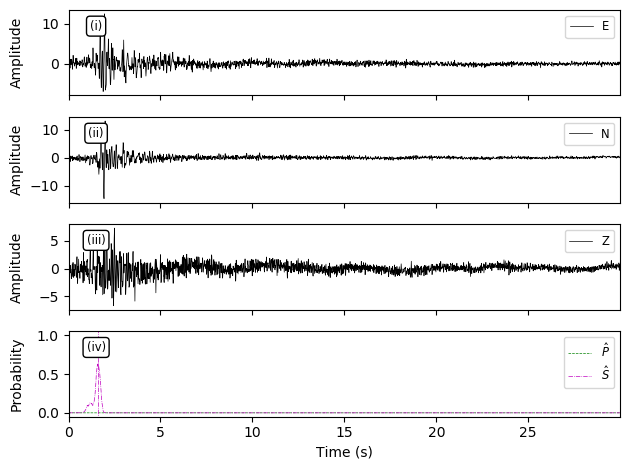 Amplitude
10
0
(i)
E
Amplitude
10
0
−10
(ii)
N
Amplitude
5
0
−5
(iii)
Z
Probability
1.0
0.5
0.0
(iv)
P̂
Ŝ
0 5 10 15 20 25
Time (s)